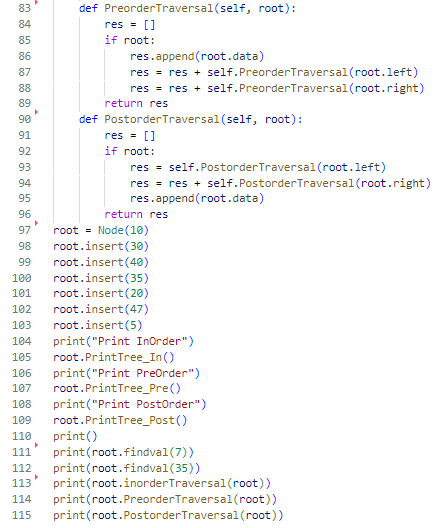 83 def PreorderTraversal(self, root):
84 res = []
85 if root:
86 res.append(root.data)
87 res = res + self.PreorderTraversal(root.left)
88 res = res + self.PreorderTraversal(root.right)
89 return res
90 def PostorderTraversal(self, root):
91 res = []
92 if root:
93 res = self.PostorderTraversal(root.left)
94 res = res + self.PostorderTraversal(root.right)
95 res.append(root.data)
96 return res
97 root = Node(10)
98 root.insert(30)
99 root.insert(40)
100 root.insert(35)
101 root.insert(20)
102 root.insert(47)
103 root.insert(5)
104 print("Print InOrder")
105 root.PrintTree_In()
106 print("Print PreOrder")
107 root.PrintTree_Pre()
108 print("Print PostOrder")
109 root.PrintTree_Post()
110 print()
111 print(root.findval(7))
112 print(root.findval(35))
113 print(root.inorderTraversal(root))
114 print(root.PreorderTraversal(root))
115 print(root.PostorderTraversal(root))